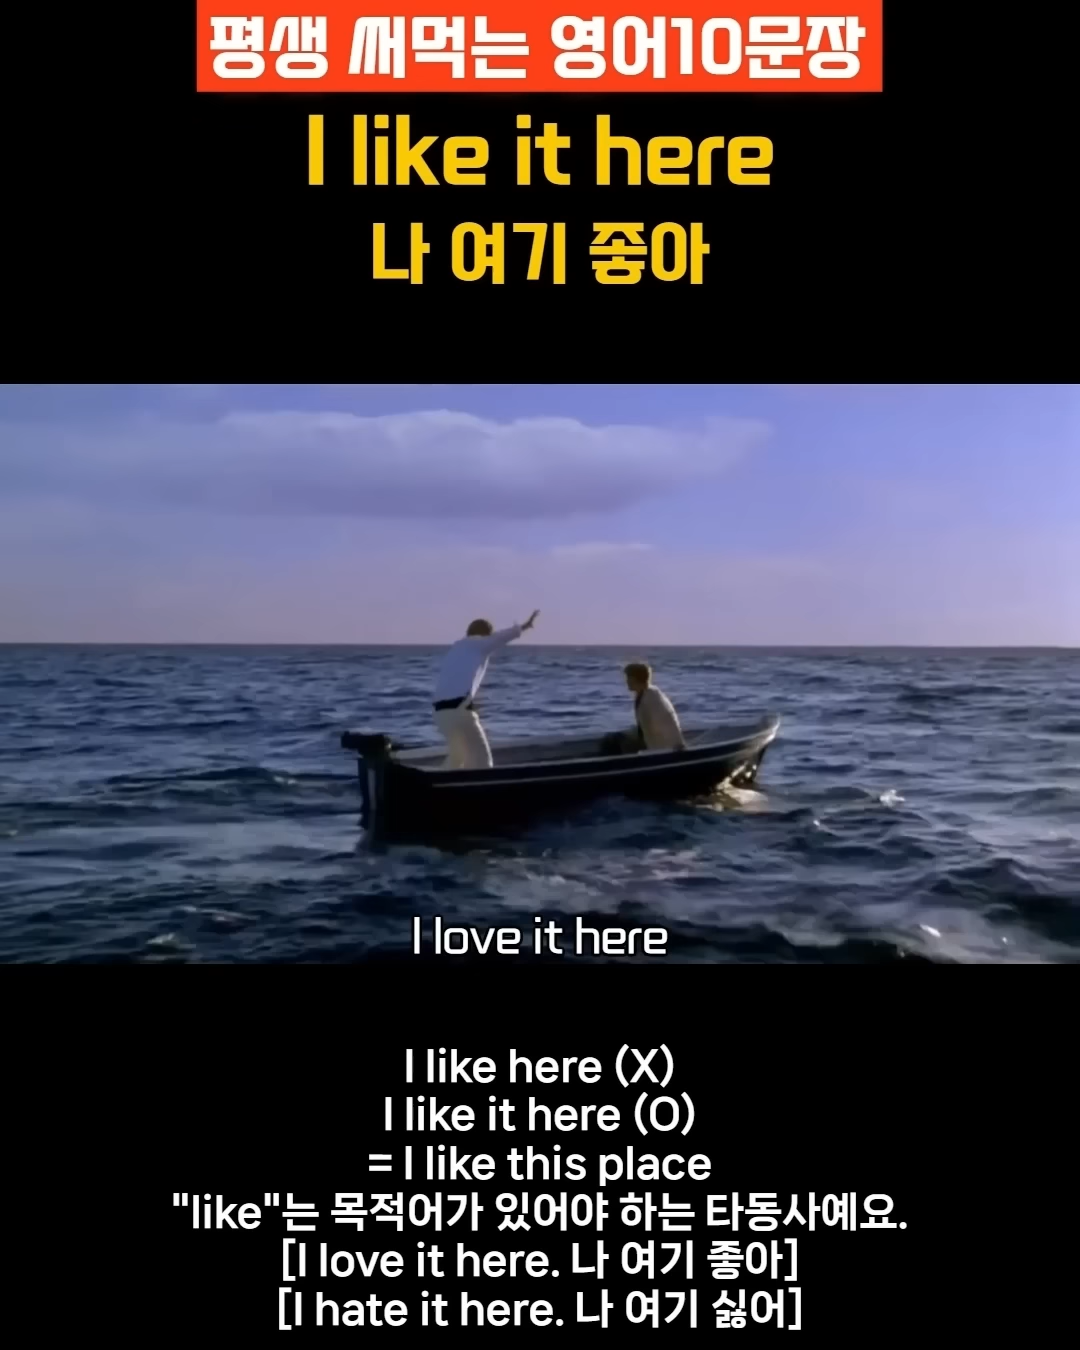 평생 써먹는 영어10문장
I like it here
나 여기 좋아
I love it here
I like here (X)
I like it here (O)
= I like this place
"like"는 목적어가 있어야 하는 타동사예요.
[I love it here. 나 여기 좋아]
[I hate it here. 나 여기 싫어]